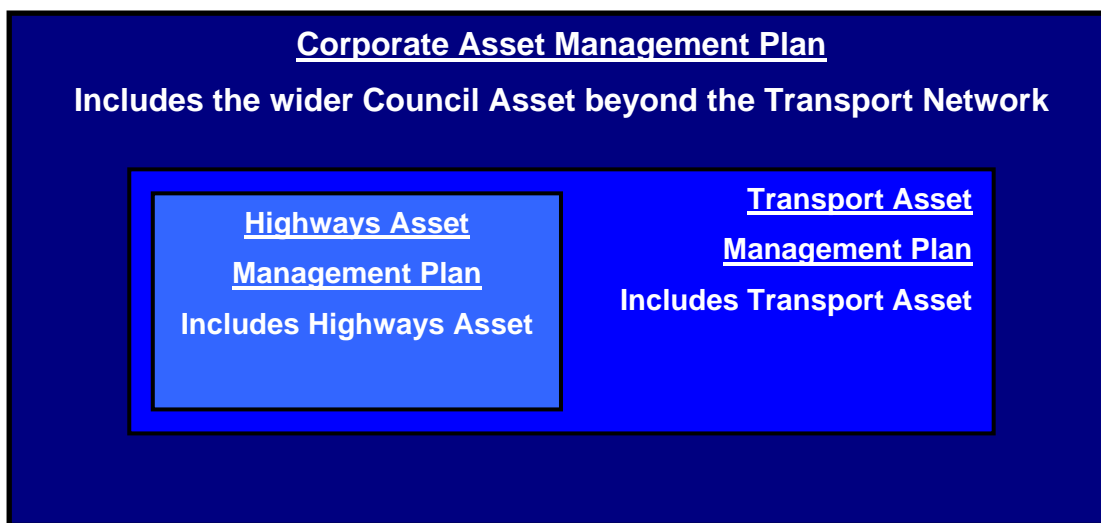 Corporate Asset Management Plan
Includes the wider Council Asset beyond the Transport Network
Highways Asset
Management Plan
Includes Highways Asset
Transport Asset
Management Plan
Includes Transport Asset